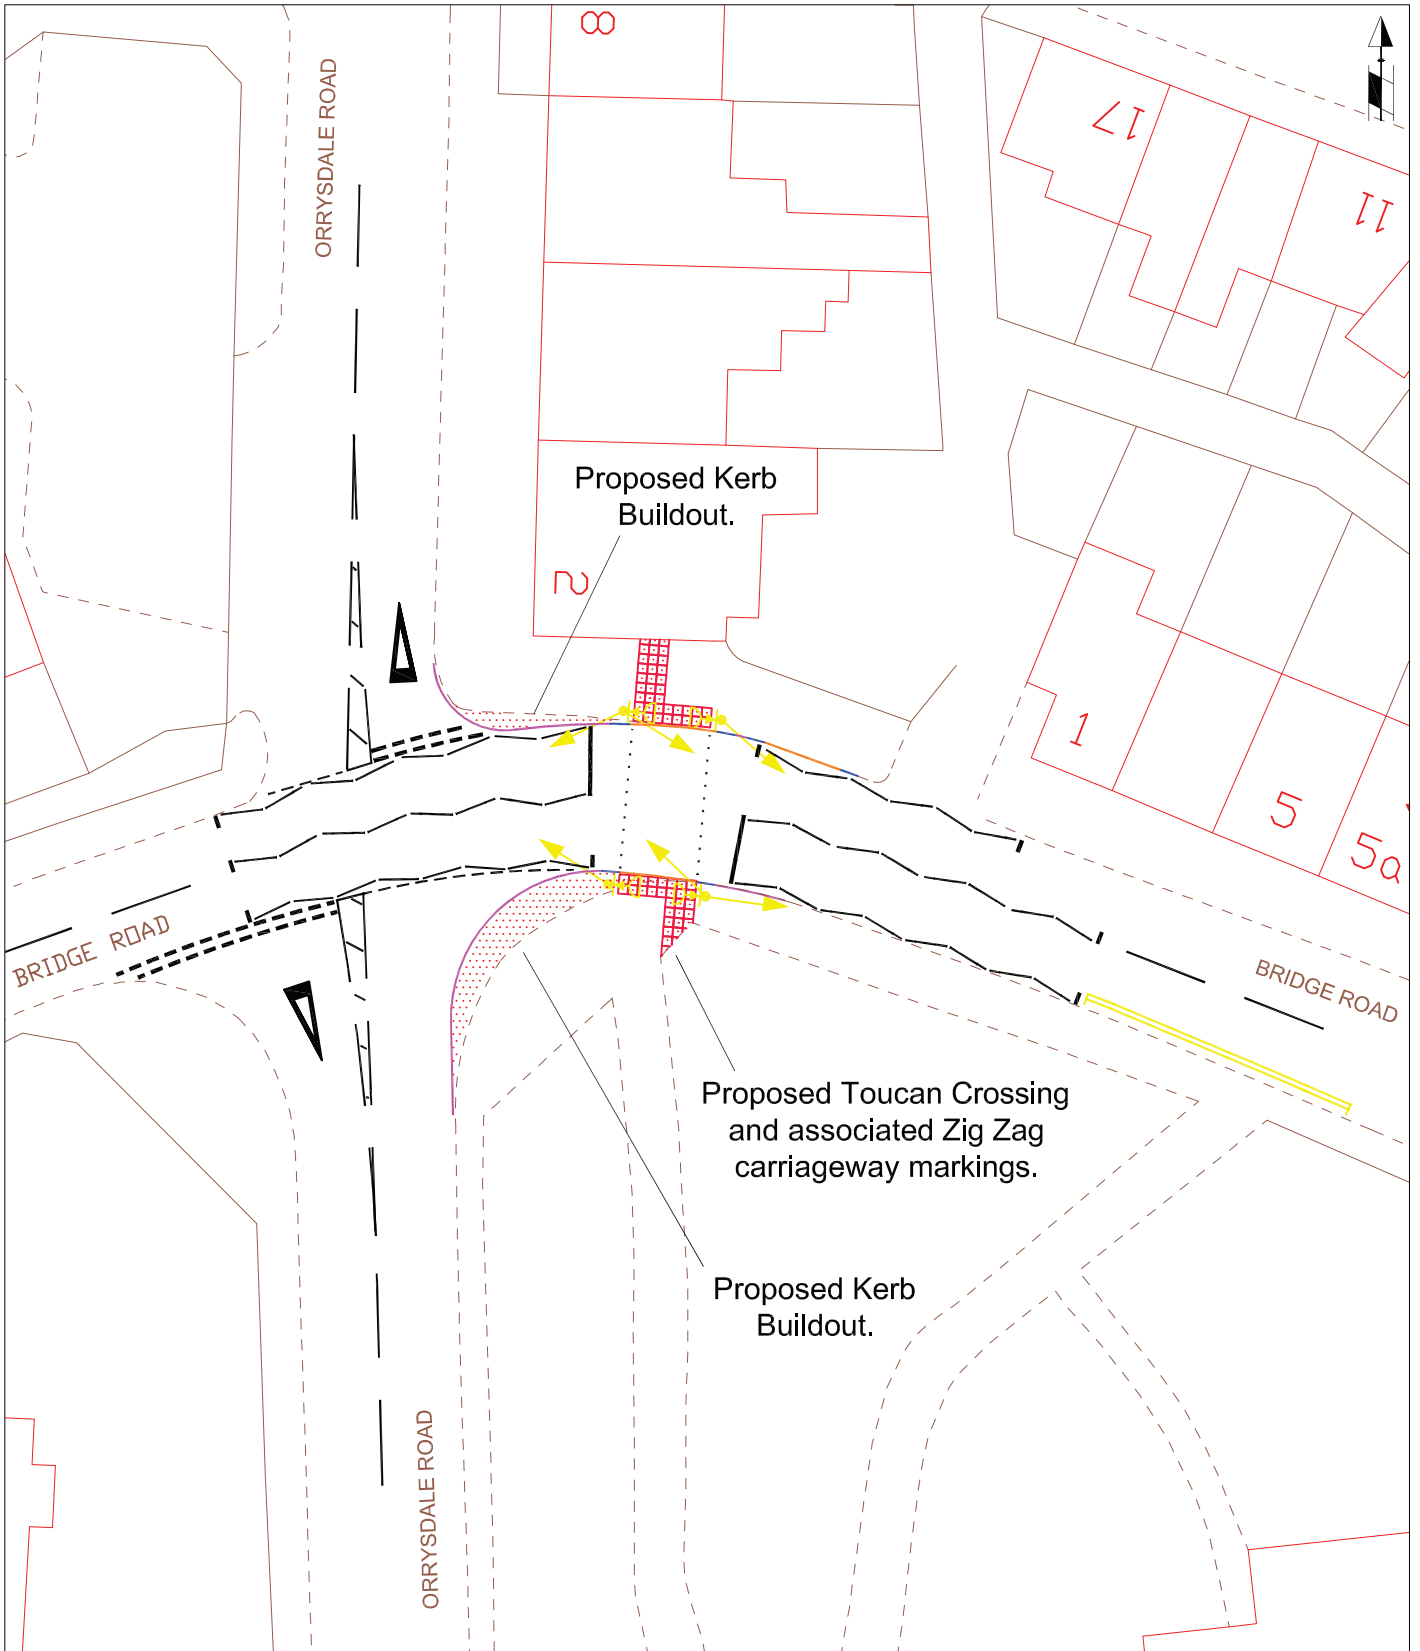 8
ORRYSDALE ROAD
17
11
Proposed Kerb
Buildout.
2
1
5
5a
BRIDGE ROAD
BRIDGE ROAD
Proposed Toucan Crossing
and associated Zig Zag
carriageway markings.
Proposed Kerb
Buildout.
ORRYSDALE ROAD